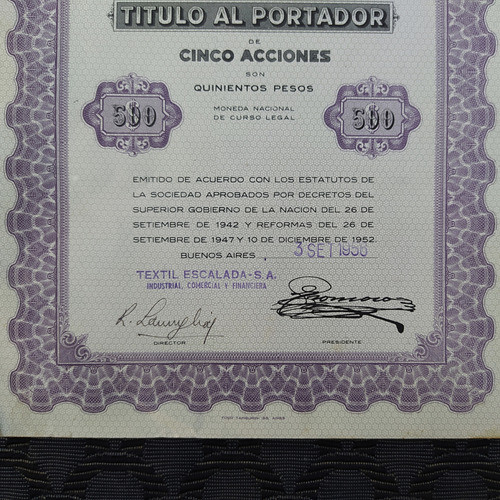 TITULO AL PORTADOR
DE
CINCO ACCIONES
SON
QUINIENTOS PESOS
500
MONEDA NACIONAL
DE CURSO LEGAL
500
EMITIDO DE ACUERDO CON LOS ESTATUTOS DE
LA SOCIEDAD APROBADOS POR DECRETOS DEL
SUPERIOR GOBIERNO DE LA NACION DEL 26 DE
SETIEMBRE DE 1942 Y REFORMAS DEL 26 DE
SETIEMBRE DE 1947 Y 10 DE DICIEMBRE DE 1952.
BUENOS AIRES, 3 SET 1956
TEXTIL ESCALADA-S.A.
INDUSTRIAL, COMERCIAL Y FINANCIERA
DIRECTOR
PRESIDENTE